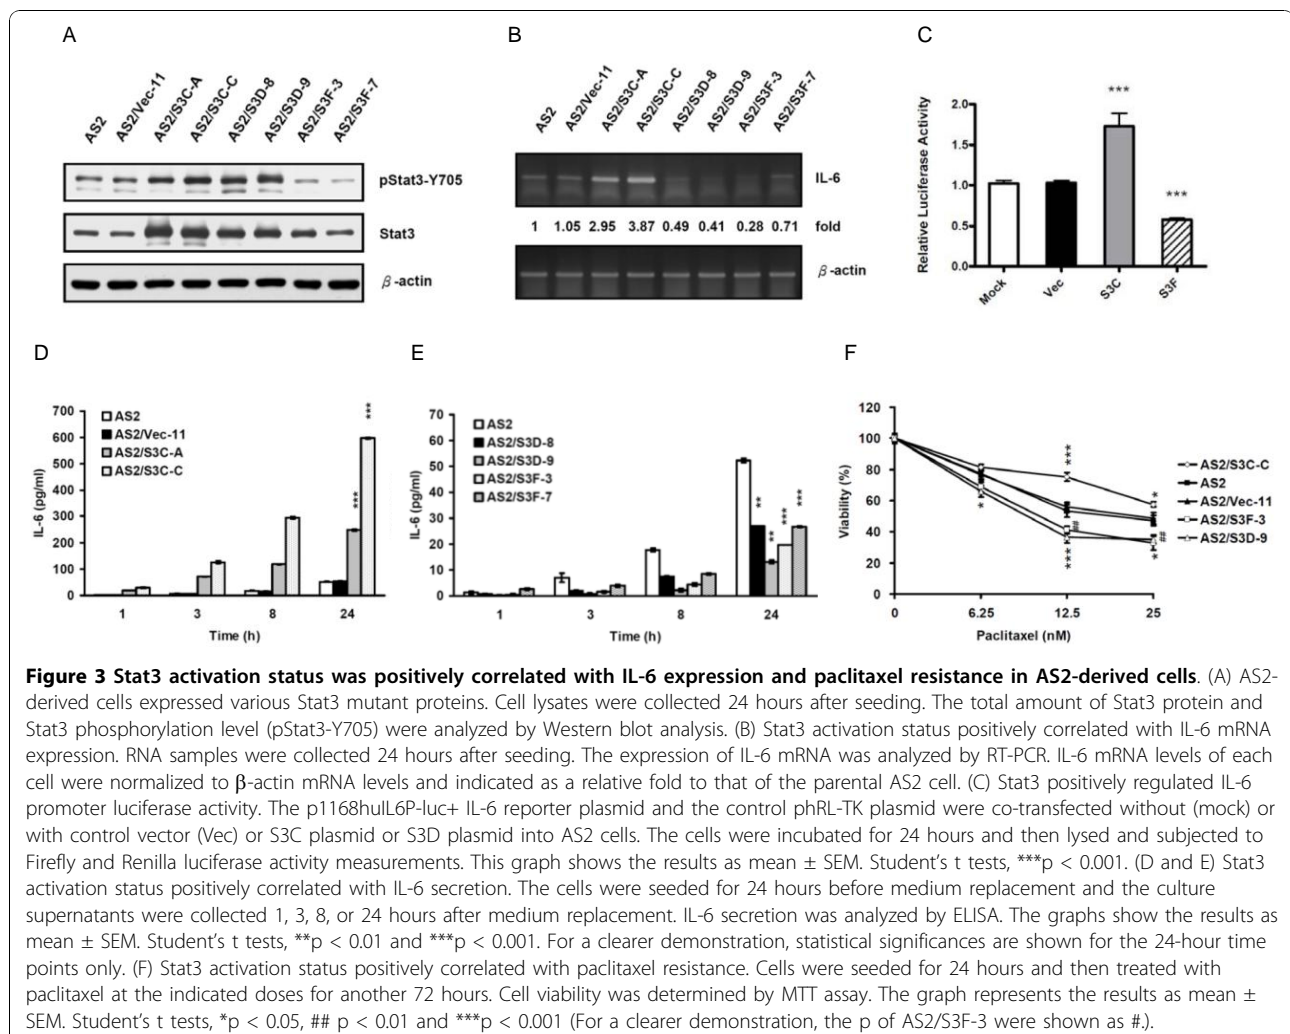 A
AS2
AS2/Vec-11
AS2/S3C-A
AS2/S3C-C
AS2/S3D-8
AS2/S3D-9
AS2/S3F-3
AS2/S3F-7
pStat3-Y705
Stat3
β-actin
B
AS2
AS2/Vec-11
AS2/S3C-A
AS2/S3C-C
AS2/S3D-8
AS2/S3D-9
AS2/S3F-3
AS2/S3F-7
IL-6
1 1.05 2.95 3.87 0.49 0.41 0.28 0.71 fold
β-actin
C
Relative Luciferase Activity
2.0
1.5
1.0
0.5
0.0
***
***
Mock
Vec
S3C
S3F
D
IL-6 (pg/ml)
700
600
500
400
300
200
100
0
AS2
AS2/Vec-11
AS2/S3C-A
AS2/S3C-C
***
***
1 3 8 24
Time (h)
E
IL-6 (pg/ml)
70
60
50
40
30
20
10
0
AS2
AS2/S3D-8
AS2/S3D-9
AS2/S3F-3
AS2/S3F-7
**
**
***
***
1 3 8 24
Time (h)
F
Viability (%)
120
100
80
60
40
20
0
*
***
##
***
*
##
*
AS2/S3C-C
AS2
AS2/Vec-11
AS2/S3F-3
AS2/S3D-9
0 6.25 12.5 25
Paclitaxel (nM)
Figure 3 Stat3 activation status was positively correlated with IL-6 expression and paclitaxel resistance in AS2-derived cells. (A) AS2-
derived cells expressed various Stat3 mutant proteins. Cell lysates were collected 24 hours after seeding. The total amount of Stat3 protein and
Stat3 phosphorylation level (pStat3-Y705) were analyzed by Western blot analysis. (B) Stat3 activation status positively correlated with IL-6 mRNA
expression. RNA samples were collected 24 hours after seeding. The expression of IL-6 mRNA was analyzed by RT-PCR. IL-6 mRNA levels of each
cell were normalized to β-actin mRNA levels and indicated as a relative fold to that of the parental AS2 cell. (C) Stat3 positively regulated IL-6
promoter luciferase activity. The p1168huIL6P-luc+ IL-6 reporter plasmid and the control phRL-TK plasmid were co-transfected without (mock) or
with control vector (Vec) or S3C plasmid or S3D plasmid into AS2 cells. The cells were incubated for 24 hours and then lysed and subjected to
Firefly and Renilla luciferase activity measurements. This graph shows the results as mean ± SEM. Student's t tests, ***p < 0.001. (D and E) Stat3
activation status positively correlated with IL-6 secretion. The cells were seeded for 24 hours before medium replacement and the culture
supernatants were collected 1, 3, 8, or 24 hours after medium replacement. IL-6 secretion was analyzed by ELISA. The graphs show the results as
mean ± SEM. Student's t tests, **p < 0.01 and ***p < 0.001. For a clearer demonstration, statistical significances are shown for the 24-hour time
points only. (F) Stat3 activation status positively correlated with paclitaxel resistance. Cells were seeded for 24 hours and then treated with
paclitaxel at the indicated doses for another 72 hours. Cell viability was determined by MTT assay. The graph represents the results as mean ±
SEM. Student's t tests, *p < 0.05, ## p < 0.01 and ***p < 0.001 (For a clearer demonstration, the p of AS2/S3F-3 were shown as #.).